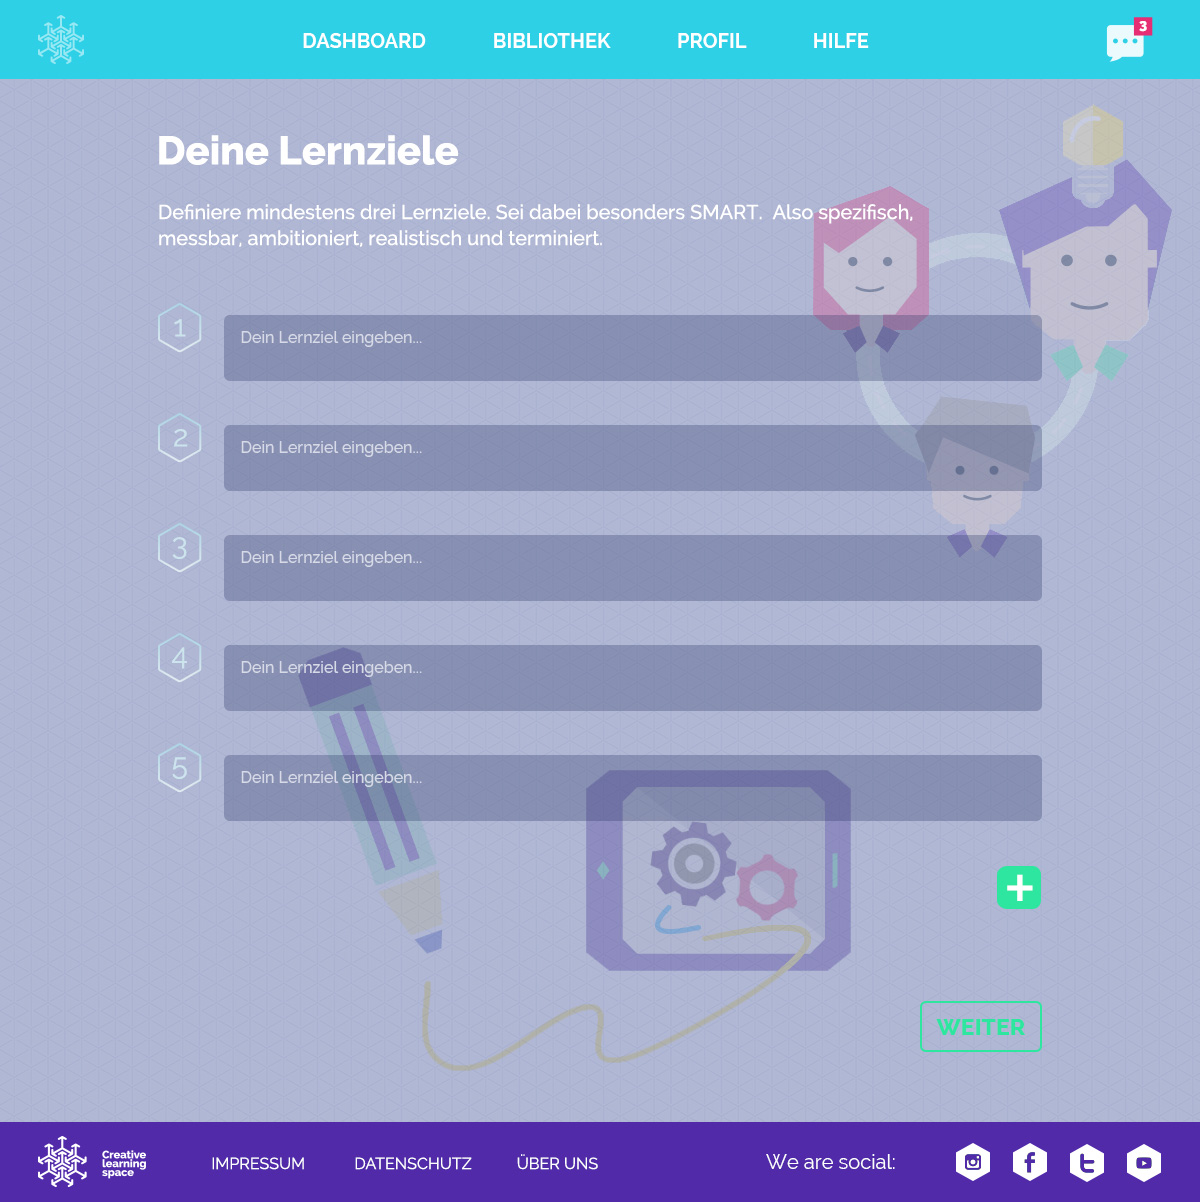 DASHBOARD BIBLIOTHEK PROFIL HILFE 3
Deine Lernziele
Definiere mindestens drei Lernziele. Sei dabei besonders SMART.  Also spezifisch,
messbar, ambitioniert, realistisch und terminiert.
1 Dein Lernziel eingeben...
2 Dein Lernziel eingeben...
3 Dein Lernziel eingeben...
4 Dein Lernziel eingeben...
5 Dein Lernziel eingeben...
+
WEITER
Creative
learning
space
IMPRESSUM DATENSCHUTZ ÜBER UNS We are social: